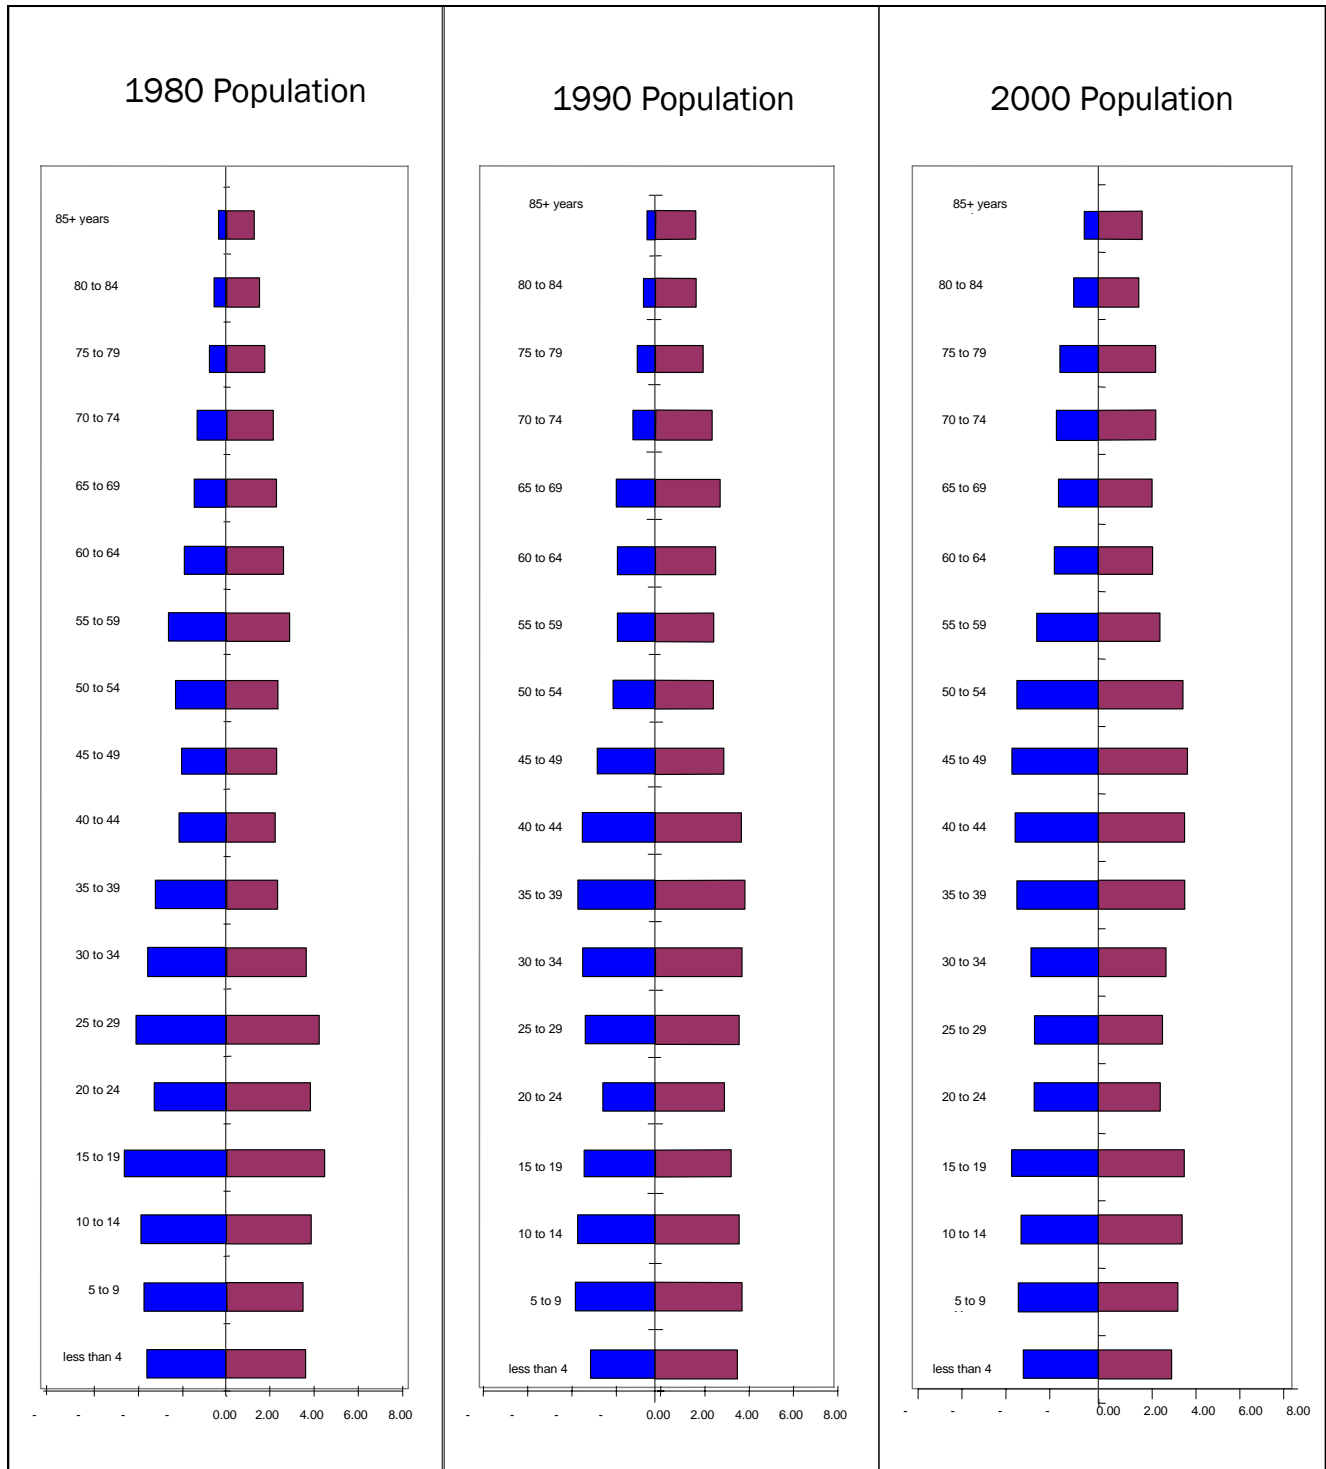 1980 Population
85+ years
80 to 84
75 to 79
70 to 74
65 to 69
60 to 64
55 to 59
50 to 54
45 to 49
40 to 44
35 to 39
30 to 34
25 to 29
20 to 24
15 to 19
10 to 14
5 to 9
less than 4
- - - - 0.00 2.00 4.00 6.00 8.00
1990 Population
85+ years
80 to 84
75 to 79
70 to 74
65 to 69
60 to 64
55 to 59
50 to 54
45 to 49
40 to 44
35 to 39
30 to 34
25 to 29
20 to 24
15 to 19
10 to 14
5 to 9
less than 4
- - - - 0.00 2.00 4.00 6.00 8.00
2000 Population
85+ years
80 to 84
75 to 79
70 to 74
65 to 69
60 to 64
55 to 59
50 to 54
45 to 49
40 to 44
35 to 39
30 to 34
25 to 29
20 to 24
15 to 19
10 to 14
5 to 9
less than 4
- - - - 0.00 2.00 4.00 6.00 8.00